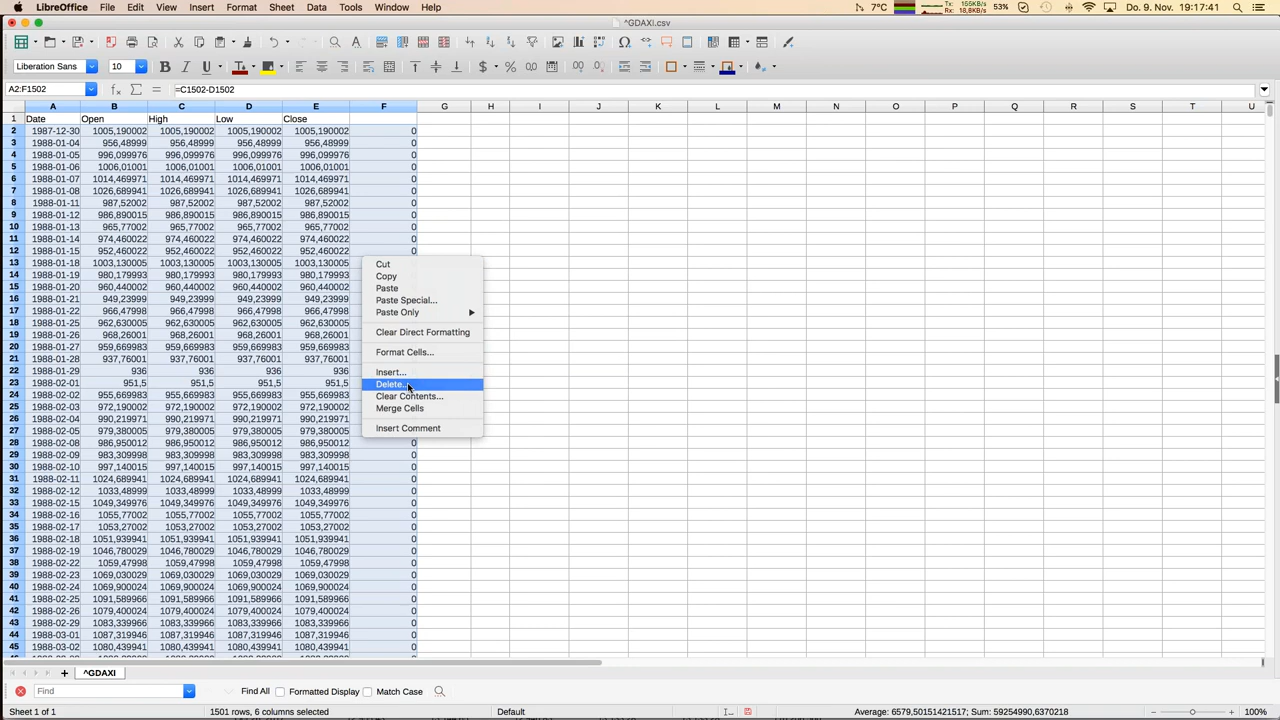 LibreOffice File Edit View Insert Format Sheet Data Tools Window Help 7°C Tx: 155KB/s Rx: 18,8KB/s 53% Do. 9. Nov. 19:17:41
^GDAXI.csv
Liberation Sans 10
A2:F1502 =C1502-D1502
A B C D E F G H I J K L M N O P Q R S T U
1 Date Open High Low Close
2 1987-12-30 1005,190002 1005,190002 1005,190002 1005,190002 0
3 1988-01-04 956,48999 956,48999 956,48999 956,48999 0
4 1988-01-05 996,099976 996,099976 996,099976 996,099976 0
5 1988-01-06 1006,01001 1006,01001 1006,01001 1006,01001 0
6 1988-01-07 1014,469971 1014,469971 1014,469971 1014,469971 0
7 1988-01-08 1026,689941 1026,689941 1026,689941 1026,689941 0
8 1988-01-11 987,52002 987,52002 987,52002 987,52002 0
9 1988-01-12 986,890015 986,890015 986,890015 986,890015 0
10 1988-01-13 965,77002 965,77002 965,77002 965,77002 0
11 1988-01-14 974,460022 974,460022 974,460022 974,460022 0
12 1988-01-15 952,460022 952,460022 952,460022 952,460022 0
13 1988-01-18 1003,130005 1003,130005 1003,130005 1003,130005
14 1988-01-19 980,179993 980,179993 980,179993 980,179993
15 1988-01-20 960,440002 960,440002 960,440002 960,440002
16 1988-01-21 949,23999 949,23999 949,23999 949,23999
17 1988-01-22 966,47998 966,47998 966,47998 966,47998
18 1988-01-25 962,630005 962,630005 962,630005 962,630005
19 1988-01-26 968,26001 968,26001 968,26001 968,26001
20 1988-01-27 959,669983 959,669983 959,669983 959,669983
21 1988-01-28 937,76001 937,76001 937,76001 937,76001
22 1988-01-29 936 936 936 936
23 1988-02-01 951,5 951,5 951,5 951,5
24 1988-02-02 955,669983 955,669983 955,669983 955,669983
25 1988-02-03 972,190002 972,190002 972,190002 972,190002
26 1988-02-04 990,219971 990,219971 990,219971 990,219971
27 1988-02-05 979,380005 979,380005 979,380005 979,380005
28 1988-02-08 986,950012 986,950012 986,950012 986,950012 0
29 1988-02-09 983,309998 983,309998 983,309998 983,309998 0
30 1988-02-10 997,140015 997,140015 997,140015 997,140015 0
31 1988-02-11 1024,689941 1024,689941 1024,689941 1024,689941 0
32 1988-02-12 1033,48999 1033,48999 1033,48999 1033,48999 0
33 1988-02-15 1049,349976 1049,349976 1049,349976 1049,349976 0
34 1988-02-16 1055,77002 1055,77002 1055,77002 1055,77002 0
35 1988-02-17 1053,27002 1053,27002 1053,27002 1053,27002 0
36 1988-02-18 1051,939941 1051,939941 1051,939941 1051,939941 0
37 1988-02-19 1046,780029 1046,780029 1046,780029 1046,780029 0
38 1988-02-22 1059,47998 1059,47998 1059,47998 1059,47998 0
39 1988-02-23 1069,030029 1069,030029 1069,030029 1069,030029 0
40 1988-02-24 1069,900024 1069,900024 1069,900024 1069,900024 0
41 1988-02-25 1091,589966 1091,589966 1091,589966 1091,589966 0
42 1988-02-26 1079,400024 1079,400024 1079,400024 1079,400024 0
43 1988-02-29 1083,339966 1083,339966 1083,339966 1083,339966 0
44 1988-03-01 1087,319946 1087,319946 1087,319946 1087,319946 0
45 1988-03-02 1080,439941 1080,439941 1080,439941 1080,439941 0
Cut
Copy
Paste
Paste Special...
Paste Only
Clear Direct Formatting
Format Cells...
Insert...
Delete...
Clear Contents...
Merge Cells
Insert Comment
^GDAXI
Find Find All Formatted Display Match Case
Sheet 1 of 1 1501 rows, 6 columns selected Default Average: 6579,50151421517; Sum: 59254990,6370218 100%